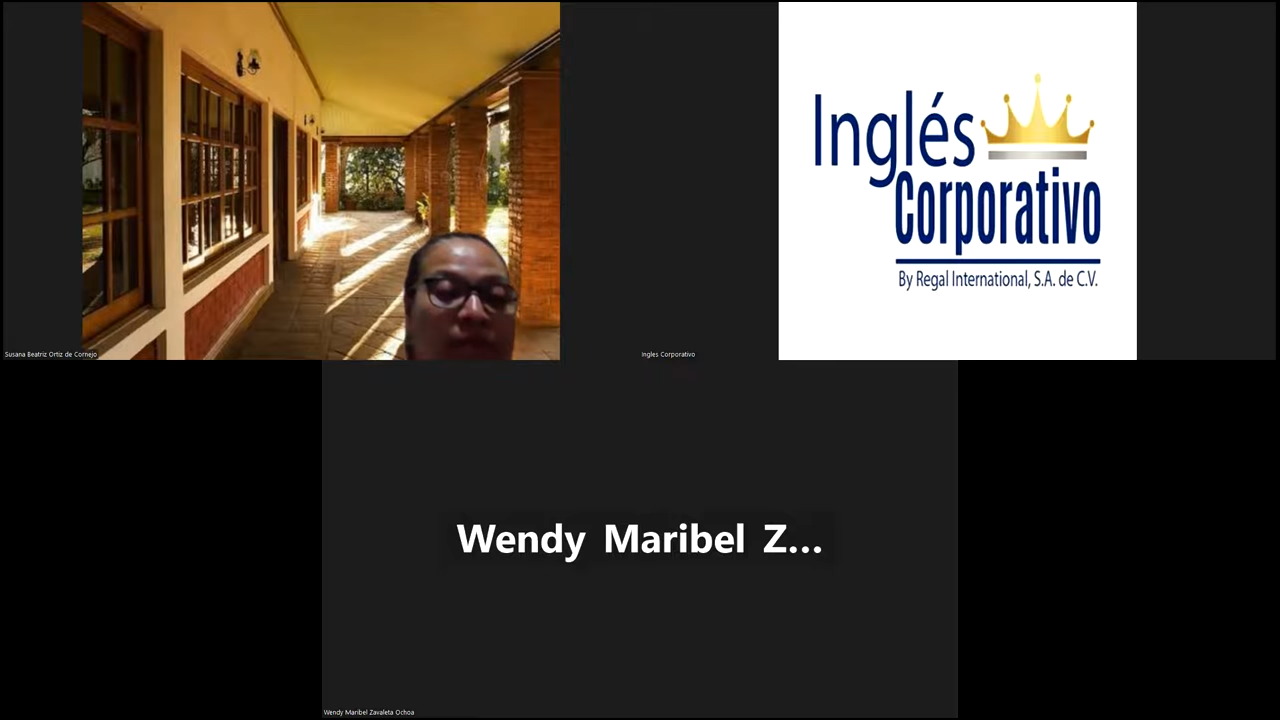 Inglés
Corporativo
By Regal International, S.A. de C.V.
Susana Beatriz Ortiz de Cornejo
Ingles Corporativo
Wendy Maribel Z...
Wendy Maribel Zavaleta Ochoa